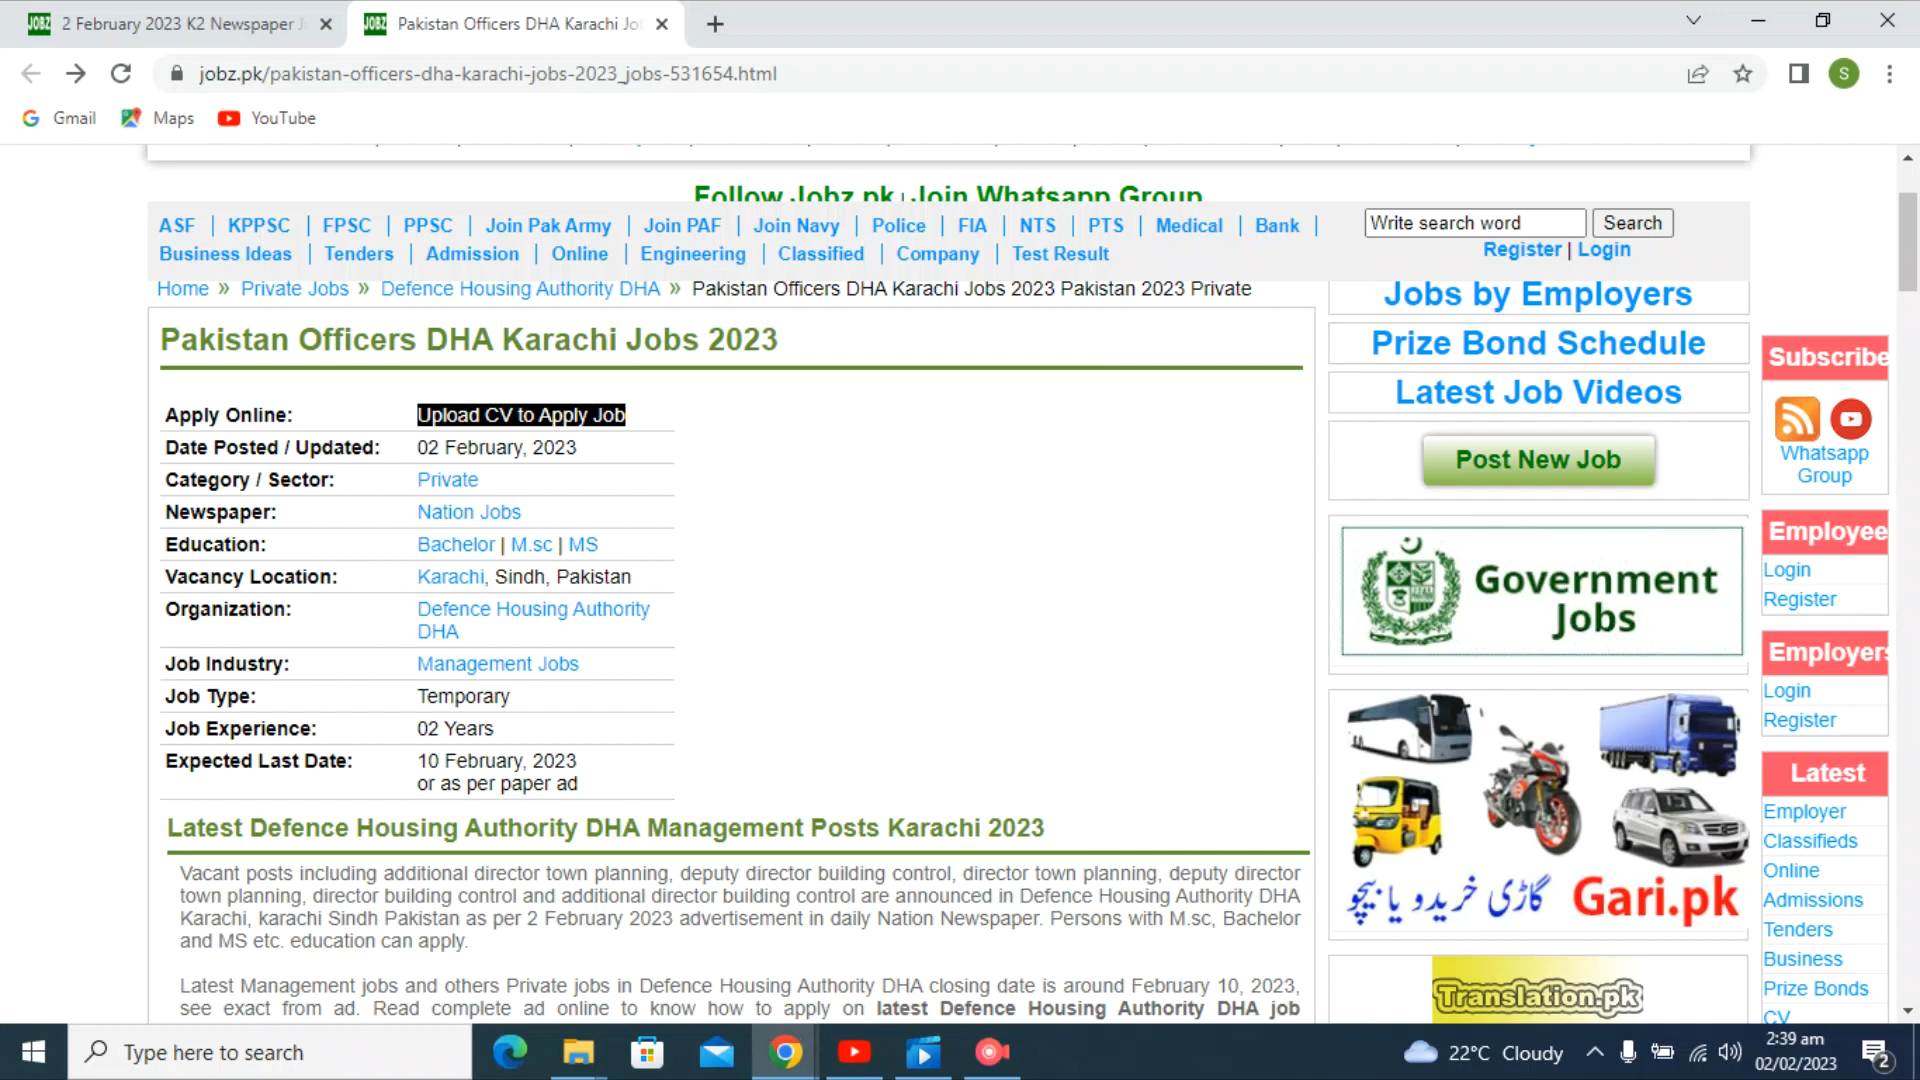 2 February 2023 K2 Newspaper J
Pakistan Officers DHA Karachi Jo
jobz.pk/pakistan-officers-dha-karachi-jobs-2023_jobs-531654.html
S
Gmail
Maps
YouTube
Follow Jobz.pk Join Whatsapp Group
ASF | KPPSC | FPSC | PPSC | Join Pak Army | Join PAF | Join Navy | Police | FIA | NTS | PTS | Medical | Bank |
Business Ideas | Tenders | Admission | Online | Engineering | Classified | Company | Test Result
Write search word
Search
Register | Login
Home » Private Jobs » Defence Housing Authority DHA » Pakistan Officers DHA Karachi Jobs 2023 Pakistan 2023 Private
Pakistan Officers DHA Karachi Jobs 2023
Apply Online: Upload CV to Apply Job
Date Posted / Updated: 02 February, 2023
Category / Sector: Private
Newspaper: Nation Jobs
Education: Bachelor | M.sc | MS
Vacancy Location: Karachi, Sindh, Pakistan
Organization: Defence Housing Authority
DHA
Job Industry: Management Jobs
Job Type: Temporary
Job Experience: 02 Years
Expected Last Date: 10 February, 2023
or as per paper ad
Latest Defence Housing Authority DHA Management Posts Karachi 2023
Vacant posts including additional director town planning, deputy director building control, director town planning, deputy director
town planning, director building control and additional director building control are announced in Defence Housing Authority DHA
Karachi, karachi Sindh Pakistan as per 2 February 2023 advertisement in daily Nation Newspaper. Persons with M.sc, Bachelor
and MS etc. education can apply.
Latest Management jobs and others Private jobs in Defence Housing Authority DHA closing date is around February 10, 2023,
see exact from ad. Read complete ad online to know how to apply on latest Defence Housing Authority DHA job
Jobs by Employers
Prize Bond Schedule
Latest Job Videos
Post New Job
Government
Jobs
گاڑی خریدو یا بیچو Gari.pk
Translation.pk
Subscribe
Whatsapp
Group
Employee
Login
Register
Employers
Login
Register
Latest
Employer
Classifieds
Online
Admissions
Tenders
Business
Prize Bonds
CV
Type here to search
22°C Cloudy
2:39 am
02/02/2023
2